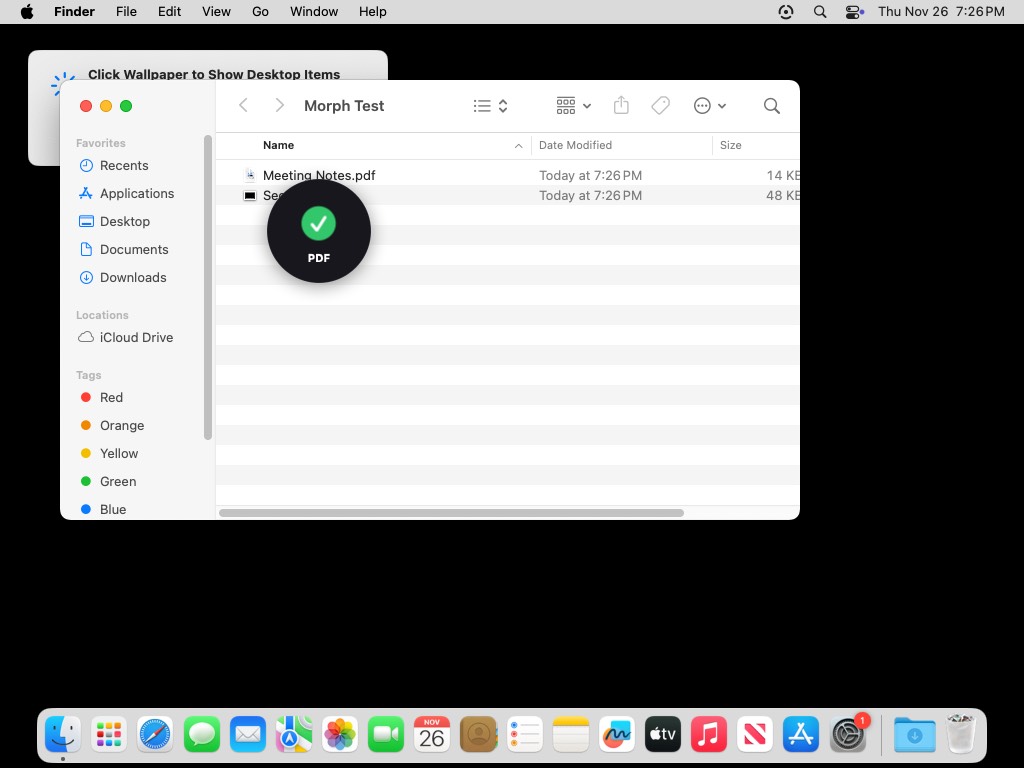 Finder File Edit View Go Window Help Thu Nov 26 7:26 PM
Click Wallpaper to Show Desktop Items
Morph Test
Favorites
Recents
Applications
Desktop
Documents
Downloads
Locations
iCloud Drive
Tags
Red
Orange
Yellow
Green
Blue
Name Date Modified Size
Meeting Notes.pdf Today at 7:26 PM 14 KB
Today at 7:26 PM 48 KB
PDF
NOV
26
tv
1